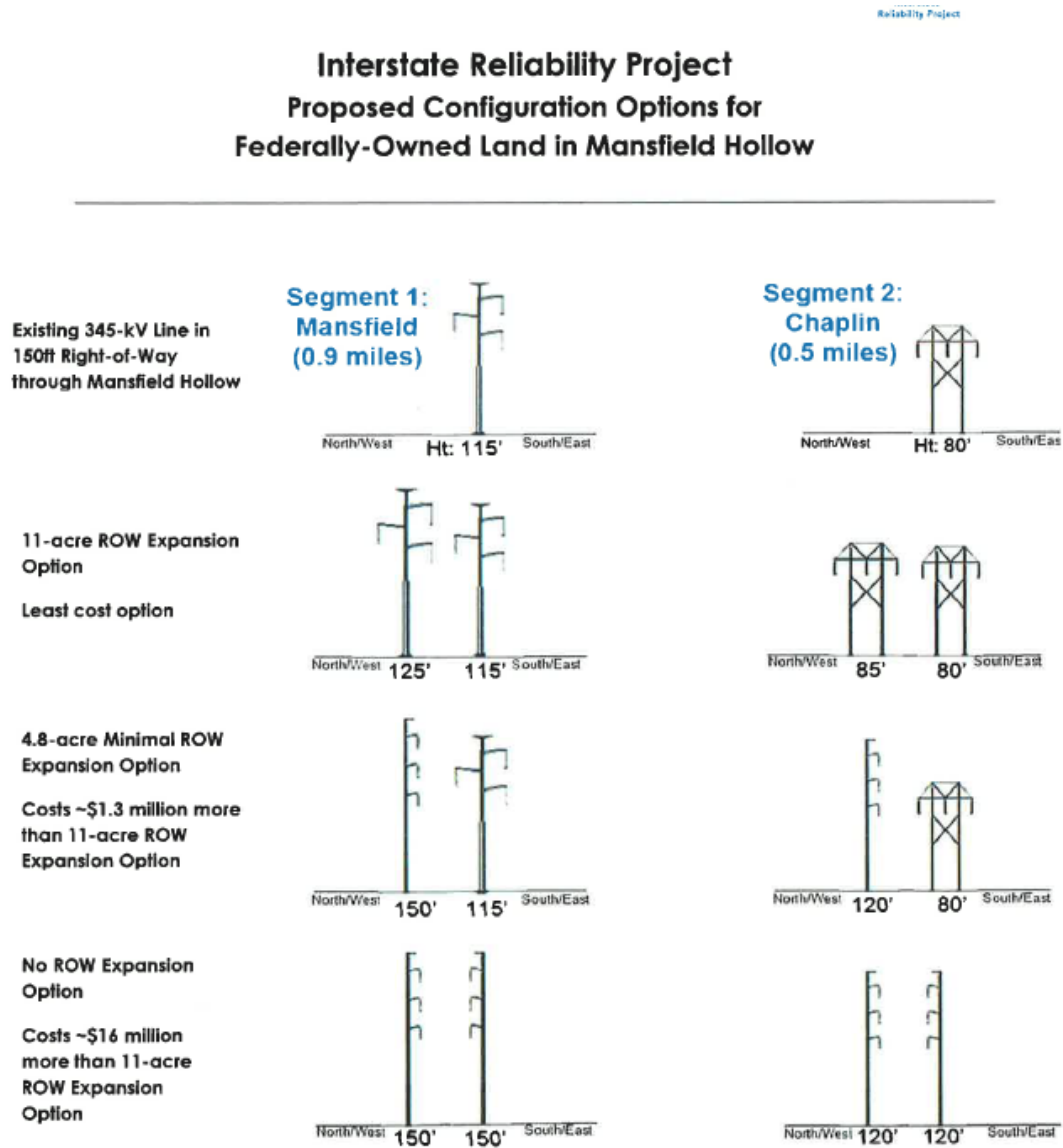 Reliability Project
Interstate Reliability Project
Proposed Configuration Options for
Federally-Owned Land in Mansfield Hollow
Existing 345-kV Line in
150ft Right-of-Way
through Mansfield Hollow
Segment 1:
Mansfield
(0.9 miles)
North/West
Ht: 115'
South/East
Segment 2:
Chaplin
(0.5 miles)
North/West
Ht: 80'
South/Eas
11-acre ROW Expansion
Option
Least cost option
North/West
125'
115'
South/East
North/West
85'
80'
South/East
4.8-acre Minimal ROW
Expansion Option
Costs ~$1.3 million more
than 11-acre ROW
Expansion Option
North/West
150'
115'
South/East
North/West
120'
80'
South/East
No ROW Expansion
Option
Costs ~$16 million
more than 11-acre
ROW Expansion
Option
North/West
150'
150'
South/East
North/West
120'
120'
South/East